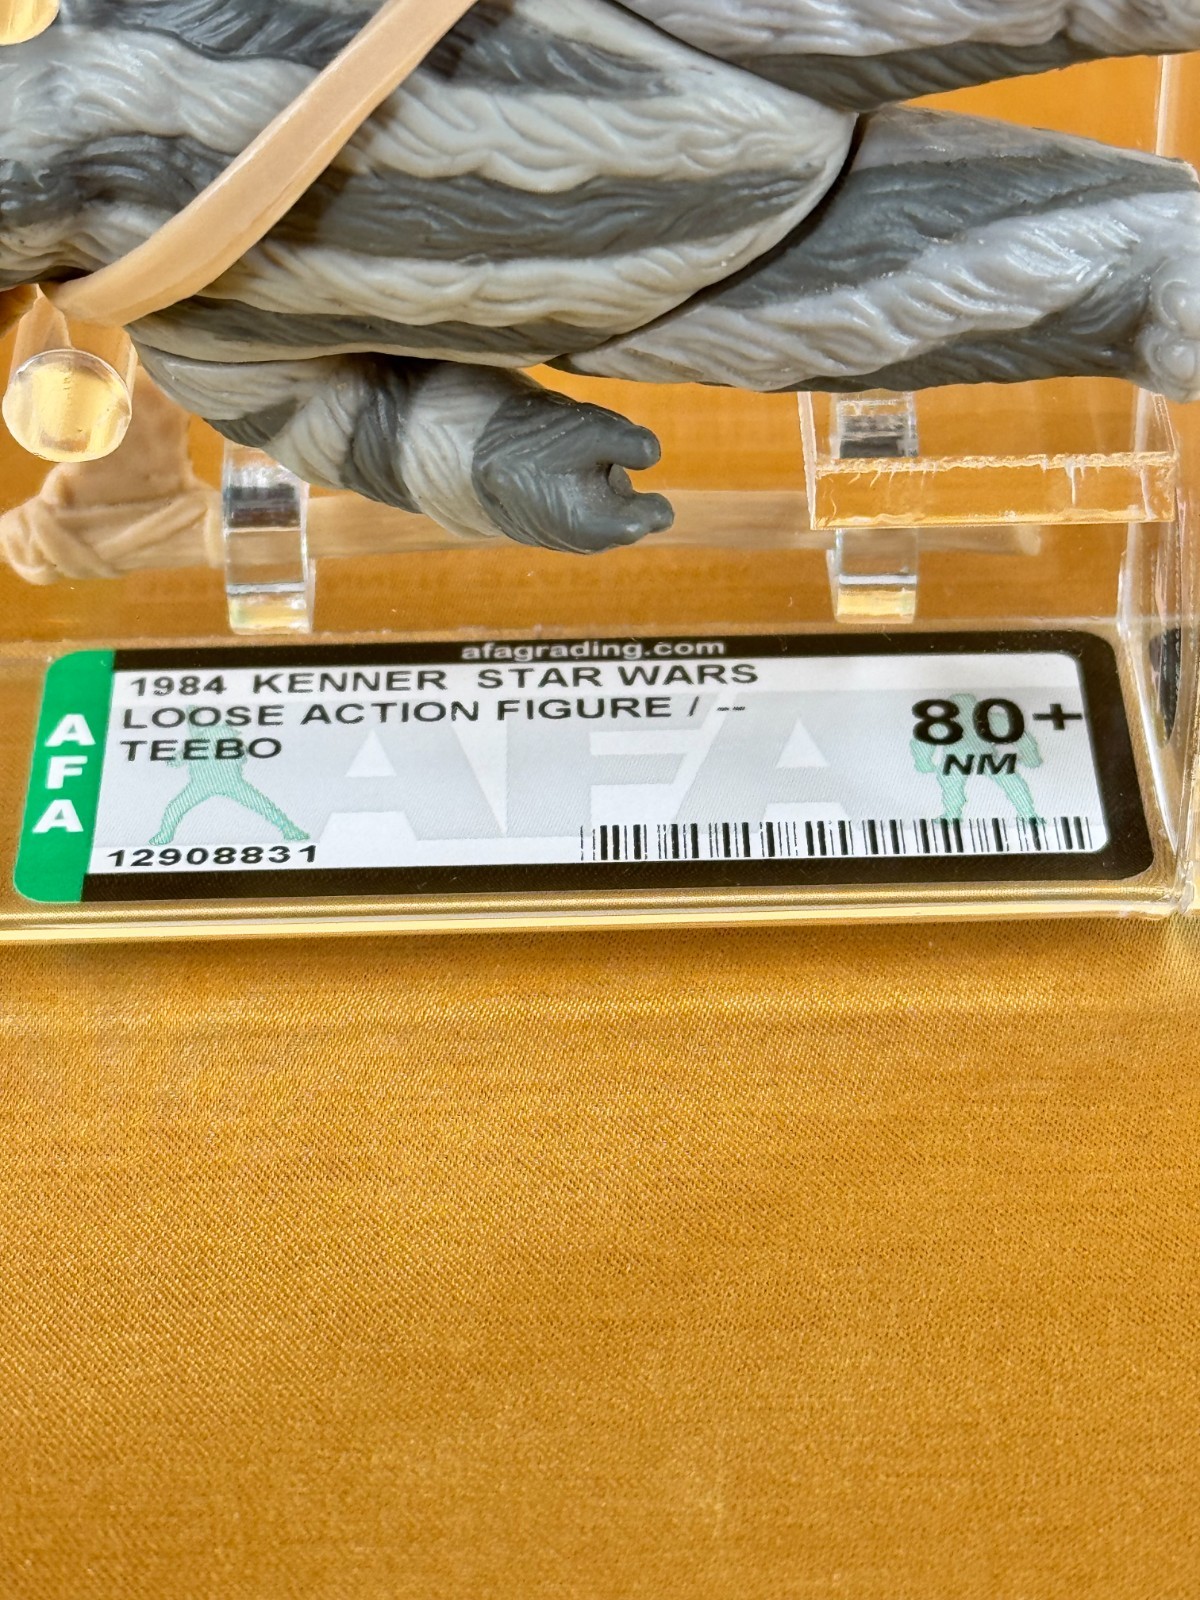 afagrading.com
AFA
1984 KENNER STAR WARS
LOOSE ACTION FIGURE / --
TEEBO
80+
NM
12908831